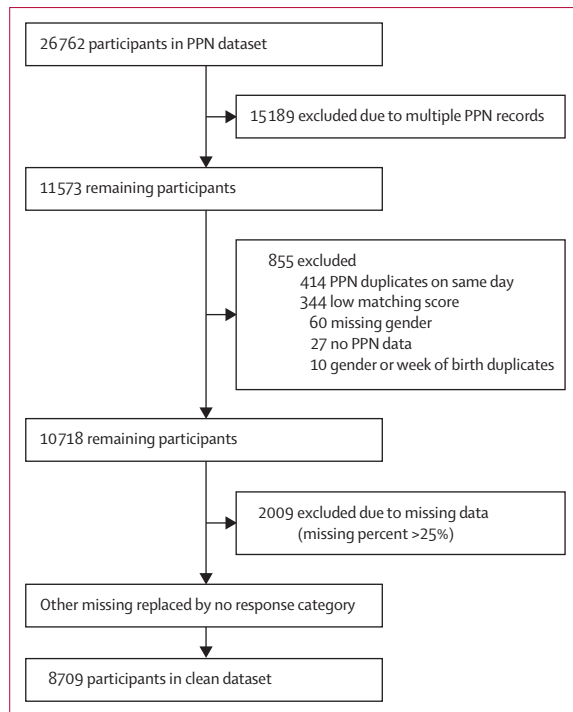 26762 participants in PPN dataset
15189 excluded due to multiple PPN records
11573 remaining participants
855 excluded
414 PPN duplicates on same day
344 low matching score
60 missing gender
27 no PPN data
10 gender or week of birth duplicates
10718 remaining participants
2009 excluded due to missing data
(missing percent >25%)
Other missing replaced by no response category
8709 participants in clean dataset